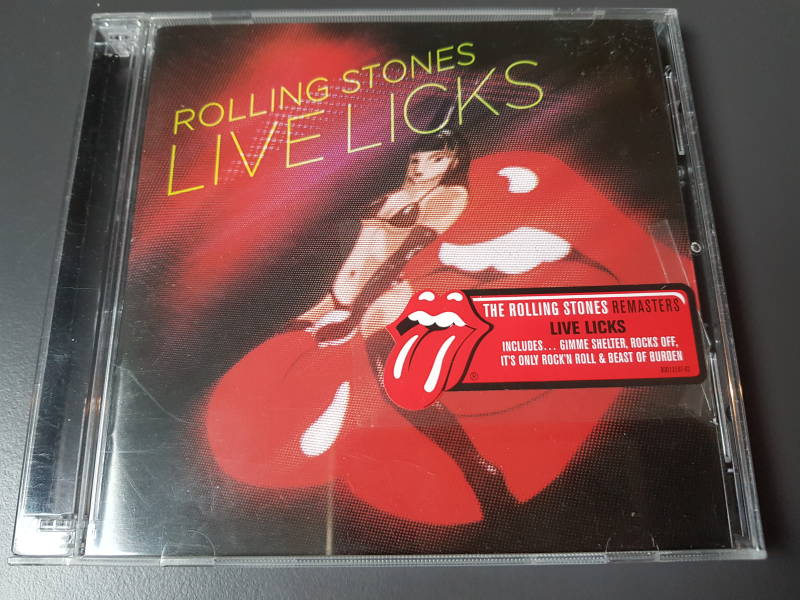 ROLLING STONES
LIVE LICKS
THE ROLLING STONES REMASTERS
LIVE LICKS
INCLUDES... GIMME SHELTER, ROCKS OFF,
IT'S ONLY ROCK'N ROLL & BEAST OF BURDEN
®